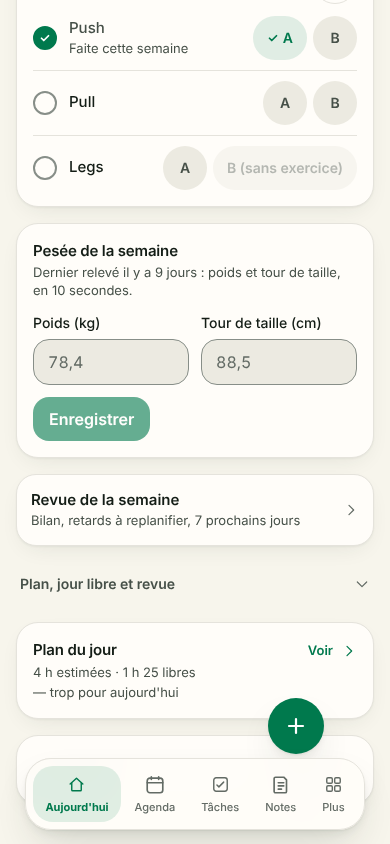 Push
Faite cette semaine
A
B
Pull
A
B
Legs
A
B (sans exercice)
Pesée de la semaine
Dernier relevé il y a 9 jours : poids et tour de taille,
en 10 secondes.
Poids (kg)
Tour de taille (cm)
78,4
88,5
Enregistrer
Revue de la semaine
Bilan, retards à replanifier, 7 prochains jours
Plan, jour libre et revue
Plan du jour
Voir
4 h estimées · 1 h 25 libres
— trop pour aujourd'hui
Aujourd'hui
Agenda
Tâches
Notes
Plus